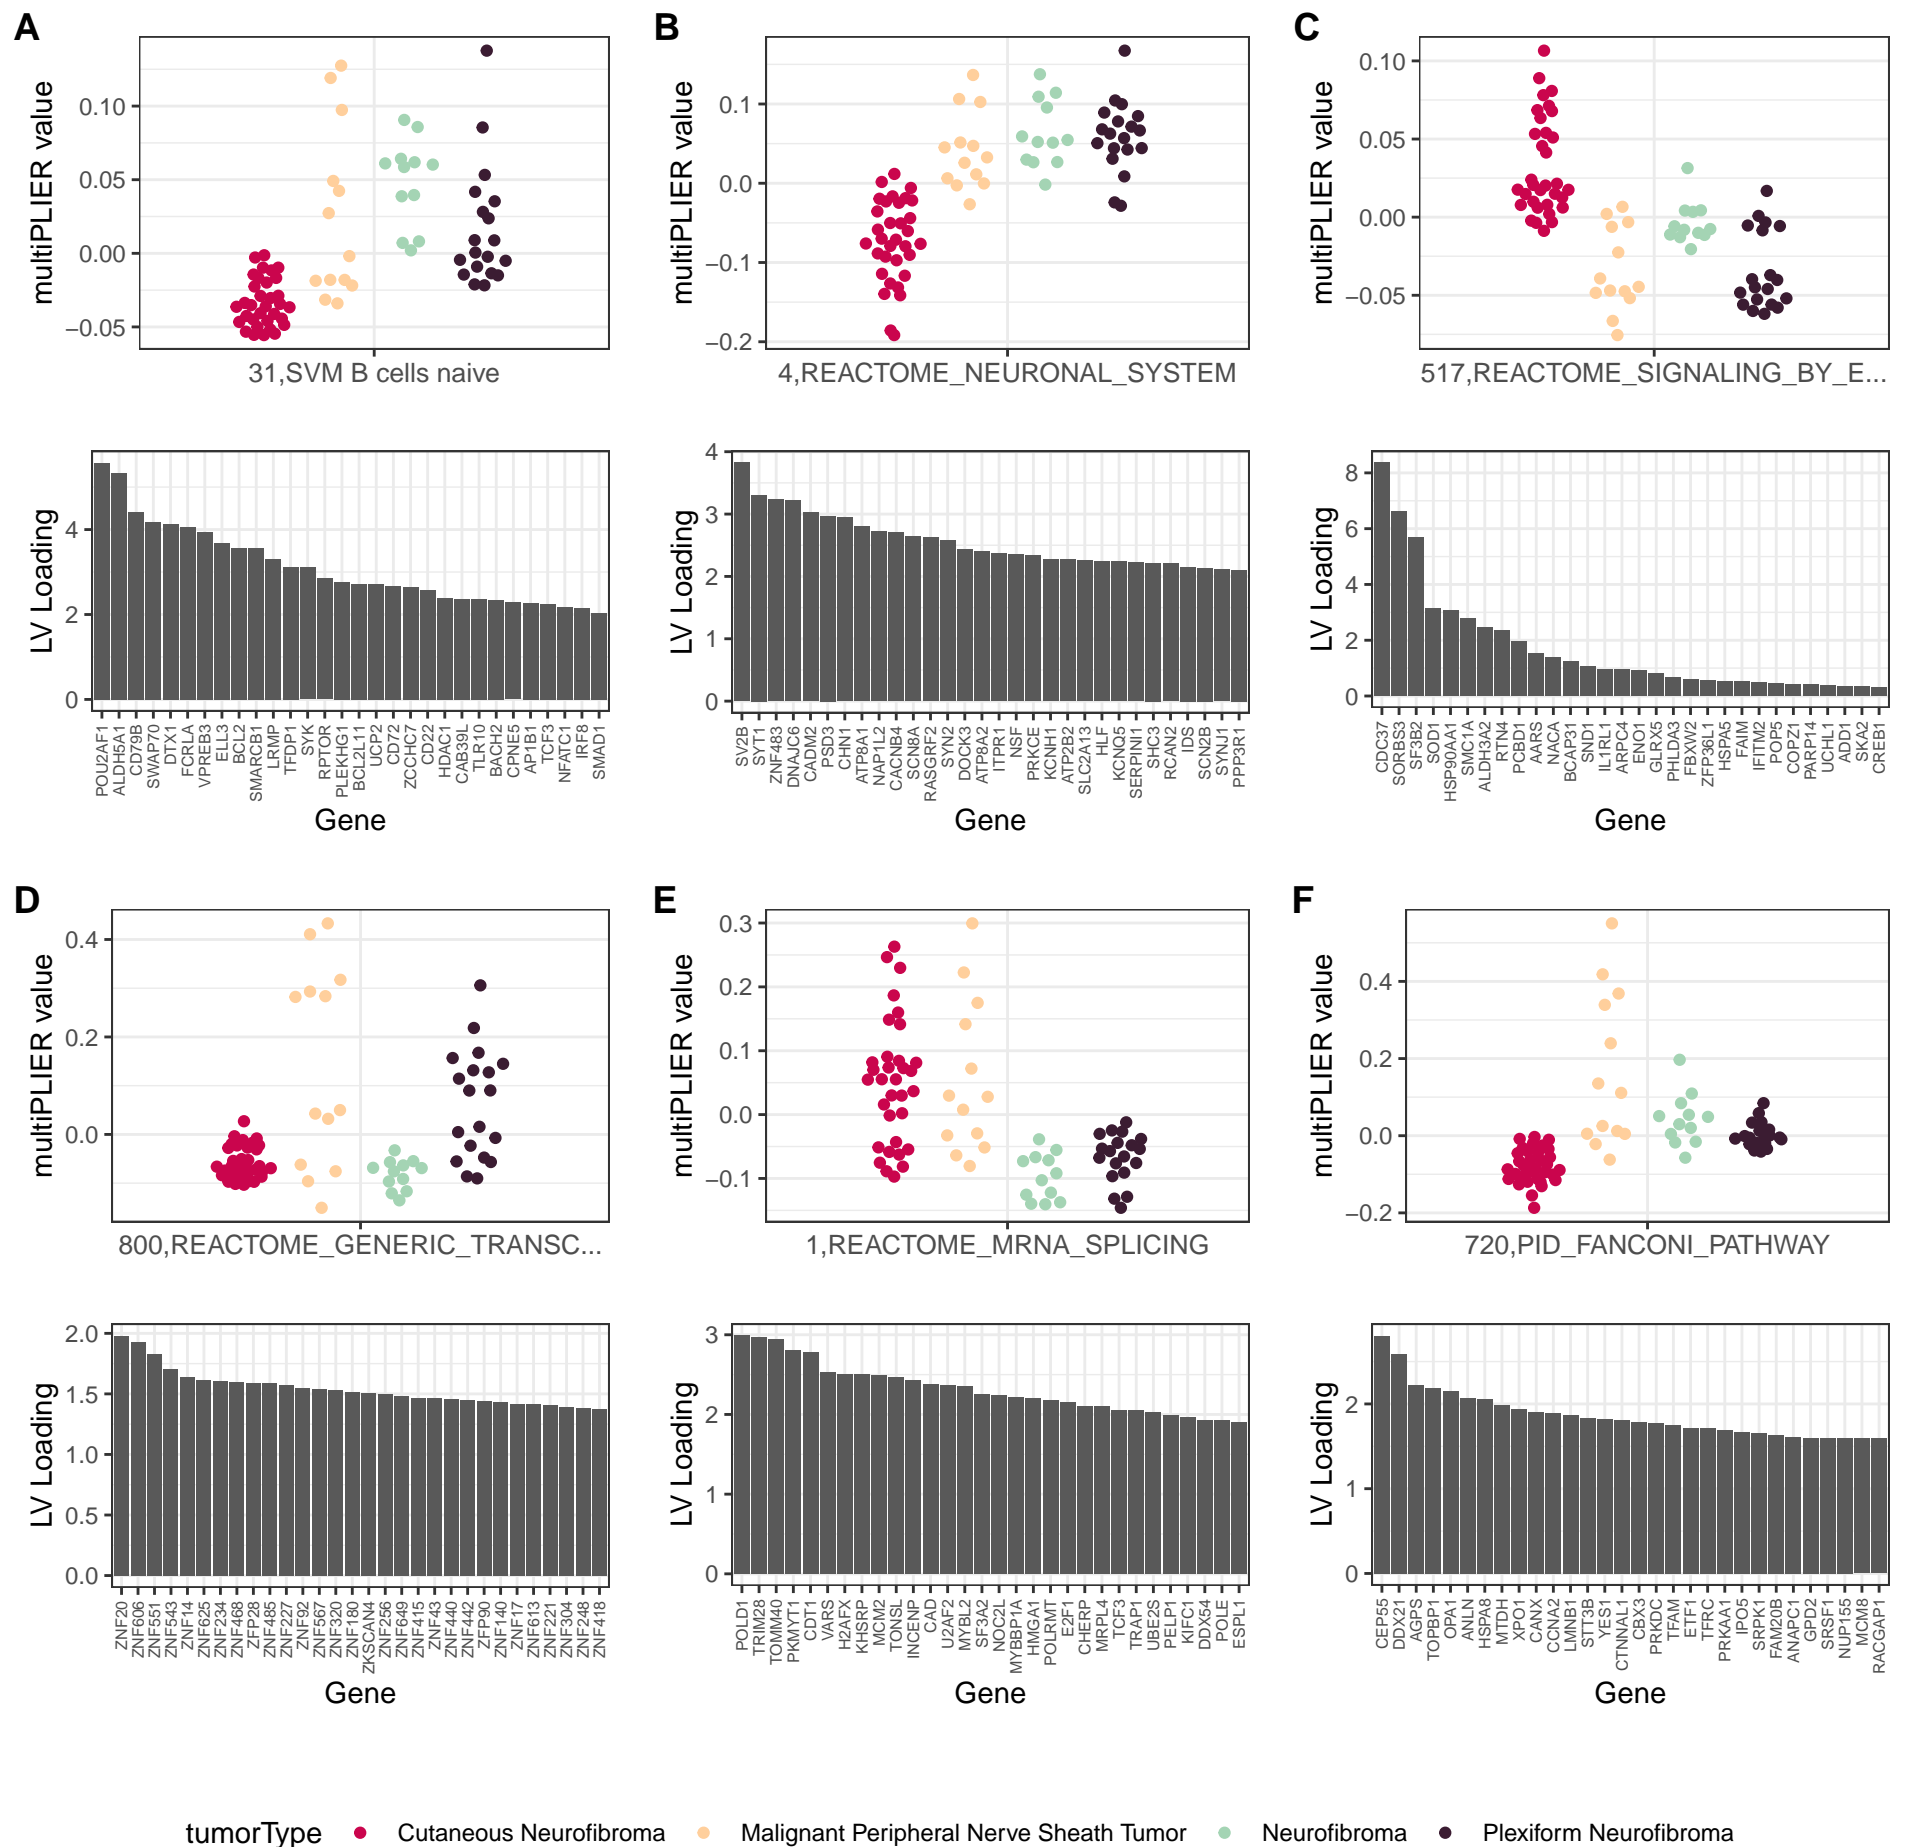 A
B
C
multiPLIER value
0.10
0.05
0.00
−0.05
31,SVM B cells naive
multiPLIER value
0.1
0.0
−0.1
−0.2
4,REACTOME_NEURONAL_SYSTEM
multiPLIER value
0.10
0.05
0.00
−0.05
517,REACTOME_SIGNALING_BY_E...
LV Loading
4
2
0
POU2AF1
ALDH5A1
CD79B
SWAP70
DTX1
FCRLA
VPREB3
ELL3
BCL2
SMARCB1
LRMP
TFDP1
SYK
RPTOR
PLEKHG1
BCL2L11
UCP2
CD72
ZCCHC7
CD22
HDAC1
CAB39L
TLR10
BACH2
CPNE5
AP1B1
TCF3
NFATC1
IRF8
SMAD1
Gene
LV Loading
4
3
2
1
0
SV2B
SYT1
ZNF483
DNAJC6
CADM2
PSD3
CHN1
ATP8A1
NAP1L2
CACNB4
SCN8A
RASGRF2
SYN2
DOCK3
ATP8A2
ITPR1
NSF
PRKCE
KCNH1
ATP2B2
SLC2A13
HLF
KCNQ5
SERPINI1
SHC3
RCAN2
IDS
SCN2B
SYNJ1
PPP3R1
Gene
LV Loading
8
6
4
2
0
CDC37
SORBS3
SF3B2
SOD1
HSP90AA1
SMC1A
ALDH3A2
RTN4
PCBD1
AARS
NACA
BCAP31
SND1
IL1RL1
ARPC4
ENO1
GLRX5
PHLDA3
FBXW2
ZFP36L1
HSPA5
FAIM
IFITM2
POP5
COPZ1
PARP14
UCHL1
ADD1
SKA2
CREB1
Gene
D
E
F
multiPLIER value
0.4
0.2
0.0
800,REACTOME_GENERIC_TRANSC...
multiPLIER value
0.3
0.2
0.1
0.0
−0.1
1,REACTOME_MRNA_SPLICING
multiPLIER value
0.4
0.2
0.0
−0.2
720,PID_FANCONI_PATHWAY
LV Loading
2.0
1.5
1.0
0.5
0.0
ZNF20
ZNF606
ZNF551
ZNF543
ZNF14
ZNF625
ZNF234
ZNF468
ZFP28
ZNF485
ZNF227
ZNF92
ZNF567
ZNF320
ZNF180
ZKSCAN4
ZNF256
ZNF649
ZNF415
ZNF43
ZNF440
ZNF442
ZFP90
ZNF140
ZNF17
ZNF613
ZNF221
ZNF304
ZNF248
ZNF418
Gene
LV Loading
3
2
1
0
POLD1
TRIM28
TOMM40
PKMYT1
CDT1
VARS
H2AFX
KHSRP
MCM2
TONSL
INCENP
CAD
U2AF2
MYBL2
SF3A2
NOC2L
MYBBP1A
HMGA1
POLRMT
E2F1
CHERP
MRPL4
TCF3
TRAP1
UBE2S
PELP1
KIFC1
DDX54
POLE
ESPL1
Gene
LV Loading
2
1
0
CEP55
DDX21
AGPS
TOPBP1
OPA1
ANLN
HSPA8
MTDH
XPO1
CANX
CCNA2
LMNB1
STT3B
YES1
CTNNAL1
CBX3
PRKDC
TFAM
ETF1
TFRC
PRKAA1
IPO5
SRPK1
FAM20B
ANAPC1
GPD2
SRSF1
NUP155
MCM8
RACGAP1
Gene
tumorType
Cutaneous Neurofibroma
Malignant Peripheral Nerve Sheath Tumor
Neurofibroma
Plexiform Neurofibroma